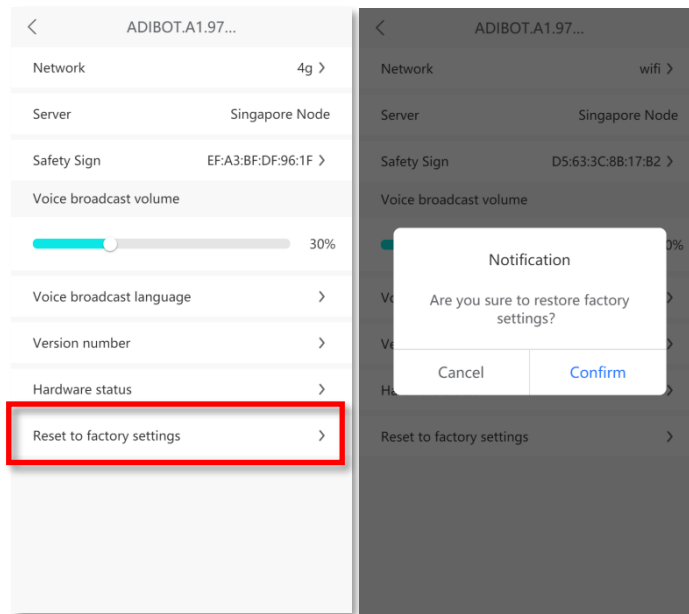 ADIBOT.A1.97...
Network 4g
Server Singapore Node
Safety Sign EF:A3:BF:DF:96:1F
Voice broadcast volume
30%
Voice broadcast language
Version number
Hardware status
Reset to factory settings
ADIBOT.A1.97...
Network wifi
Server Singapore Node
Safety Sign D5:63:3C:8B:17:B2
Voice broadcast volume
Notification
Are you sure to restore factory
settings?
Cancel Confirm
Reset to factory settings